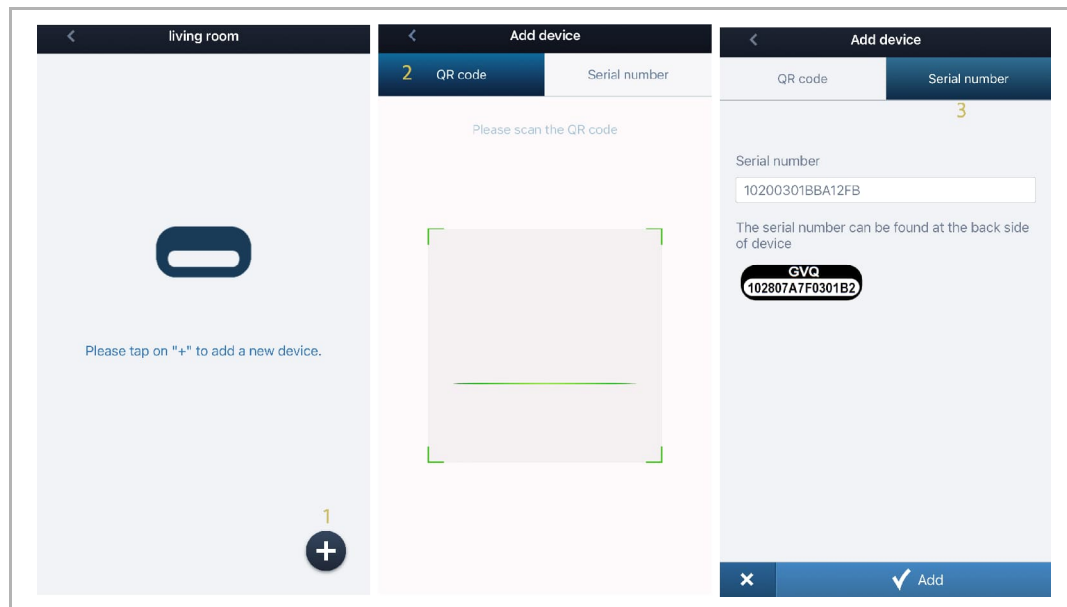 living room
Please tap on "+" to add a new device.
1
Add device
2 QR code Serial number
Please scan the QR code
Add device
QR code Serial number
3
Serial number
10200301BBA12FB
The serial number can be found at the back side
of device
GVQ
102807A7F0301B2
Add